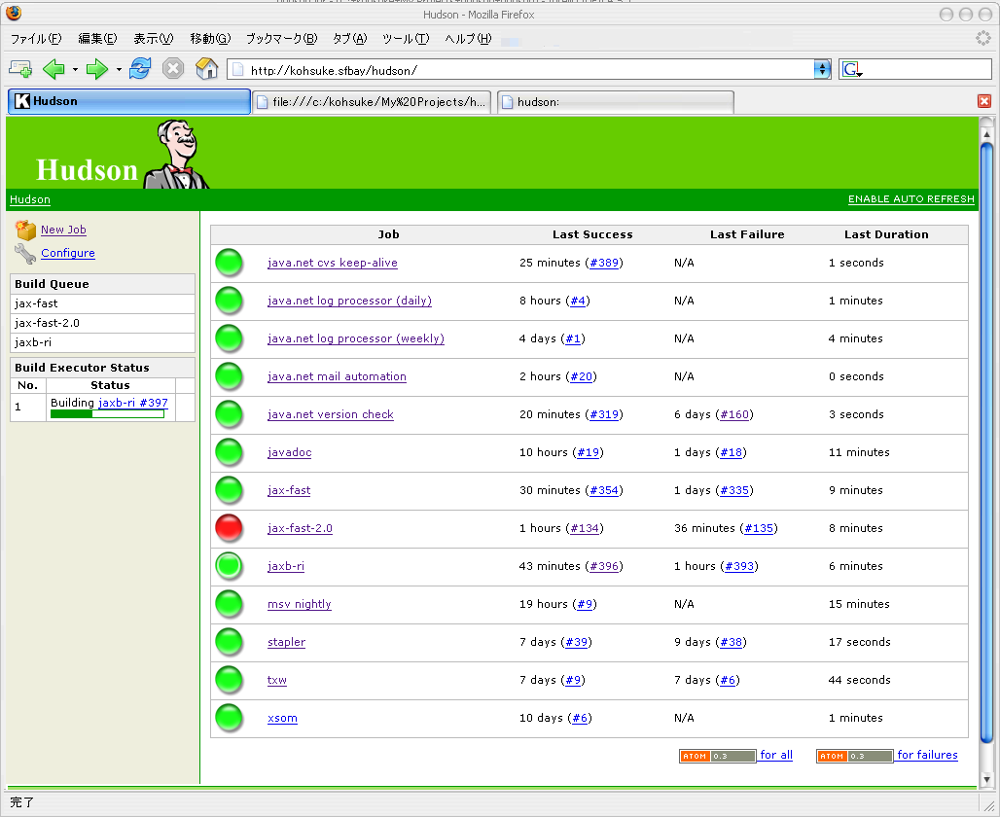 Hudson - Mozilla Firefox
ファイル(F) 編集(E) 表示(V) 移動(G) ブックマーク(B) タブ(A) ツール(T) ヘルプ(H)
http://kohsuke.sfbay/hudson/ G
K Hudson file:///c:/kohsuke/My%20Projects/h... hudson:
Hudson
Hudson ENABLE AUTO REFRESH
New Job
Configure
Build Queue
jax-fast
jax-fast-2.0
jaxb-ri
Build Executor Status
No. Status
1 Building jaxb-ri #397
Job Last Success Last Failure Last Duration
java.net cvs keep-alive 25 minutes (#389) N/A 1 seconds
java.net log processor (daily) 8 hours (#4) N/A 1 minutes
java.net log processor (weekly) 4 days (#1) N/A 4 minutes
java.net mail automation 2 hours (#20) N/A 0 seconds
java.net version check 20 minutes (#319) 6 days (#160) 3 seconds
javadoc 10 hours (#19) 1 days (#18) 11 minutes
jax-fast 30 minutes (#354) 1 days (#335) 9 minutes
jax-fast-2.0 1 hours (#134) 36 minutes (#135) 8 minutes
jaxb-ri 43 minutes (#396) 1 hours (#393) 6 minutes
msv nightly 19 hours (#9) N/A 15 minutes
stapler 7 days (#39) 9 days (#38) 17 seconds
txw 7 days (#9) 7 days (#6) 44 seconds
xsom 10 days (#6) N/A 1 minutes
ATOM 0.3 for all ATOM 0.3 for failures
完了